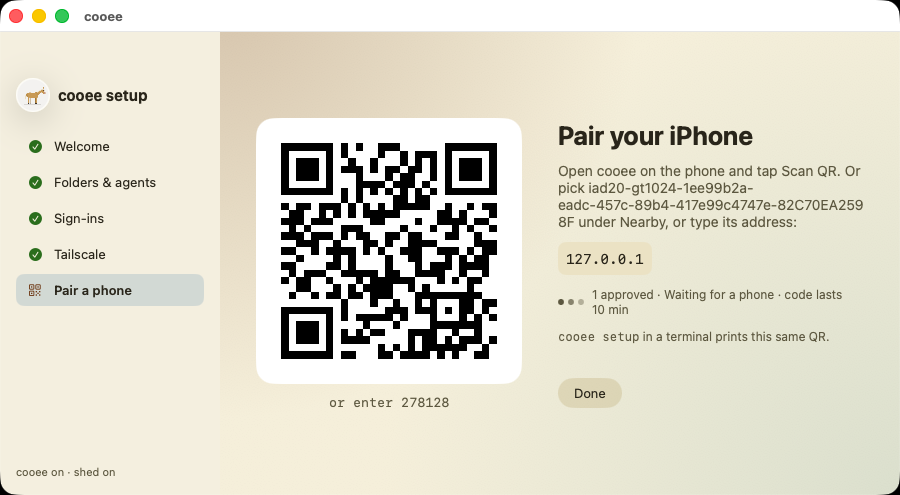 cooee
cooee setup
Welcome
Folders & agents
Sign-ins
Tailscale
Pair a phone
cooee on · shed on
or enter 278128
Pair your iPhone
Open cooee on the phone and tap Scan QR. Or
pick iad20-gt1024-1ee99b2a-
eadc-457c-89b4-417e99c4747e-82C70EA259
8F under Nearby, or type its address:
127.0.0.1
1 approved · Waiting for a phone · code lasts
10 min
cooee setup in a terminal prints this same QR.
Done